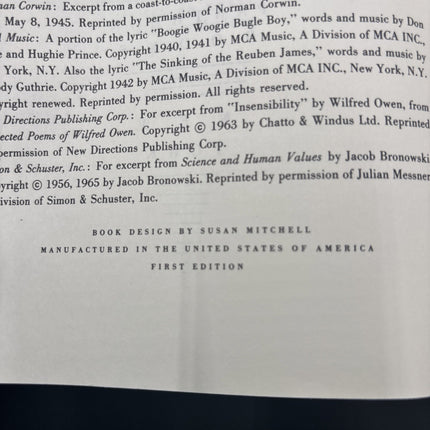 an Corwin: Excerpt from a coast-to-coast
May 8, 1945. Reprinted by permission of Norman Corwin.
Music: A portion of the lyric "Boogie Woogie Bugle Boy," words and music by Don
e and Hughie Prince. Copyright 1940, 1941 by MCA Music, A Division of MCA INC.,
York, N.Y. Also the lyric "The Sinking of the Reuben James," words and music by
dy Guthrie. Copyright 1942 by MCA Music, A Division of MCA INC., New York, N.Y.
yright renewed. Reprinted by permission. All rights reserved.
Directions Publishing Corp.: For excerpt from "Insensibility" by Wilfred Owen, from
ected Poems of Wilfred Owen. Copyright © 1963 by Chatto & Windus Ltd. Reprinted
permission of New Directions Publishing Corp.
on & Schuster, Inc.: For excerpt from Science and Human Values by Jacob Bronowski
yright © 1956, 1965 by Jacob Bronowski. Reprinted by permission of Julian Messner
ivision of Simon & Schuster, Inc.
BOOK DESIGN BY SUSAN MITCHELL
MANUFACTURED IN THE UNITED STATES OF AMERICA
FIRST EDITION